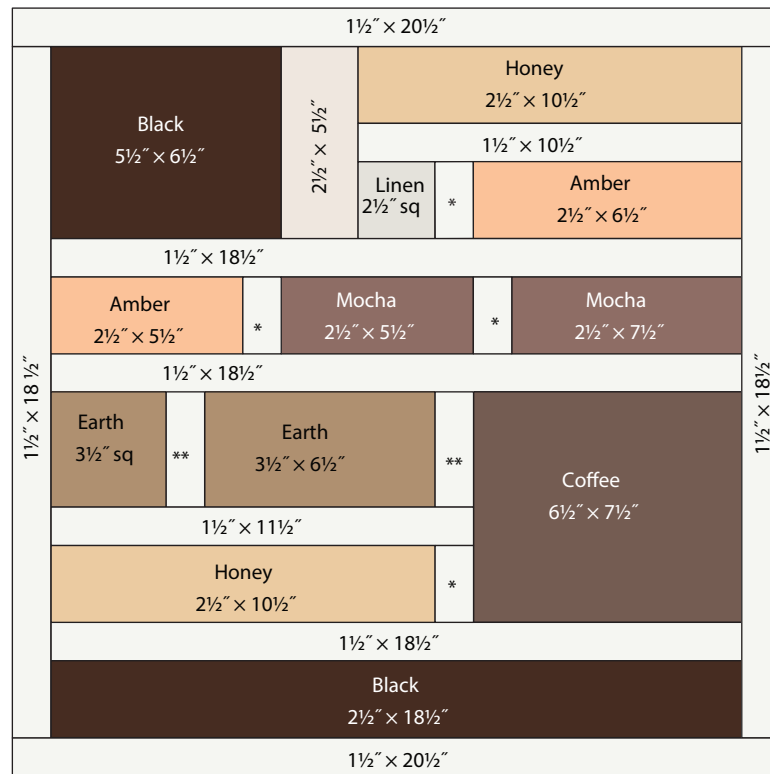 1½″ × 20½″
Black
5½″ × 6½″
2½″ × 5½″
Honey
2½″ × 10½″
1½″ × 10½″
Linen
2½″ sq
*
Amber
2½″ × 6½″
1½″ × 18½″
Amber
2½″ × 5½″
*
Mocha
2½″ × 5½″
*
Mocha
2½″ × 7½″
1½″ × 18½″
1½″ × 18 ½″
1½″ × 18½″
Earth
3½″ sq
**
Earth
3½″ × 6½″
**
Coffee
6½″ × 7½″
1½″ × 11½″
Honey
2½″ × 10½″
*
1½″ × 18½″
Black
2½″ × 18½″
1½″ × 20½″